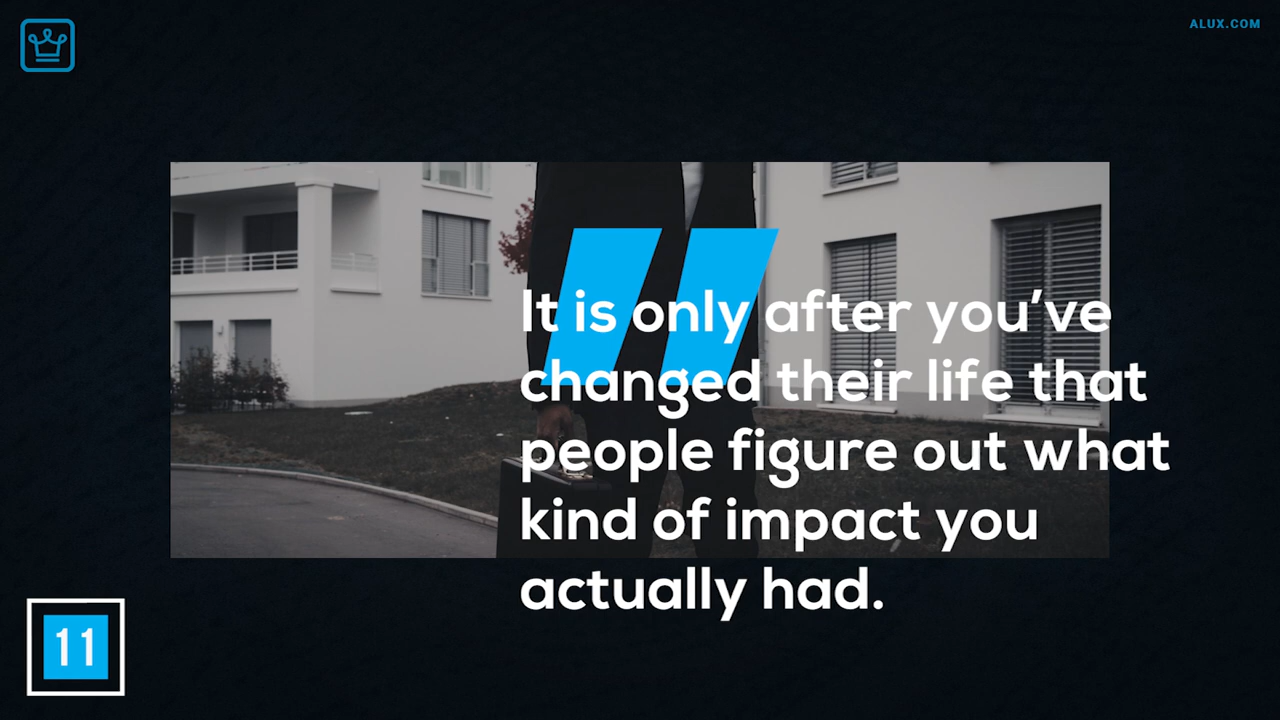 ALUX.COM
It is only after you’ve
changed their life that
people figure out what
kind of impact you
actually had.
11